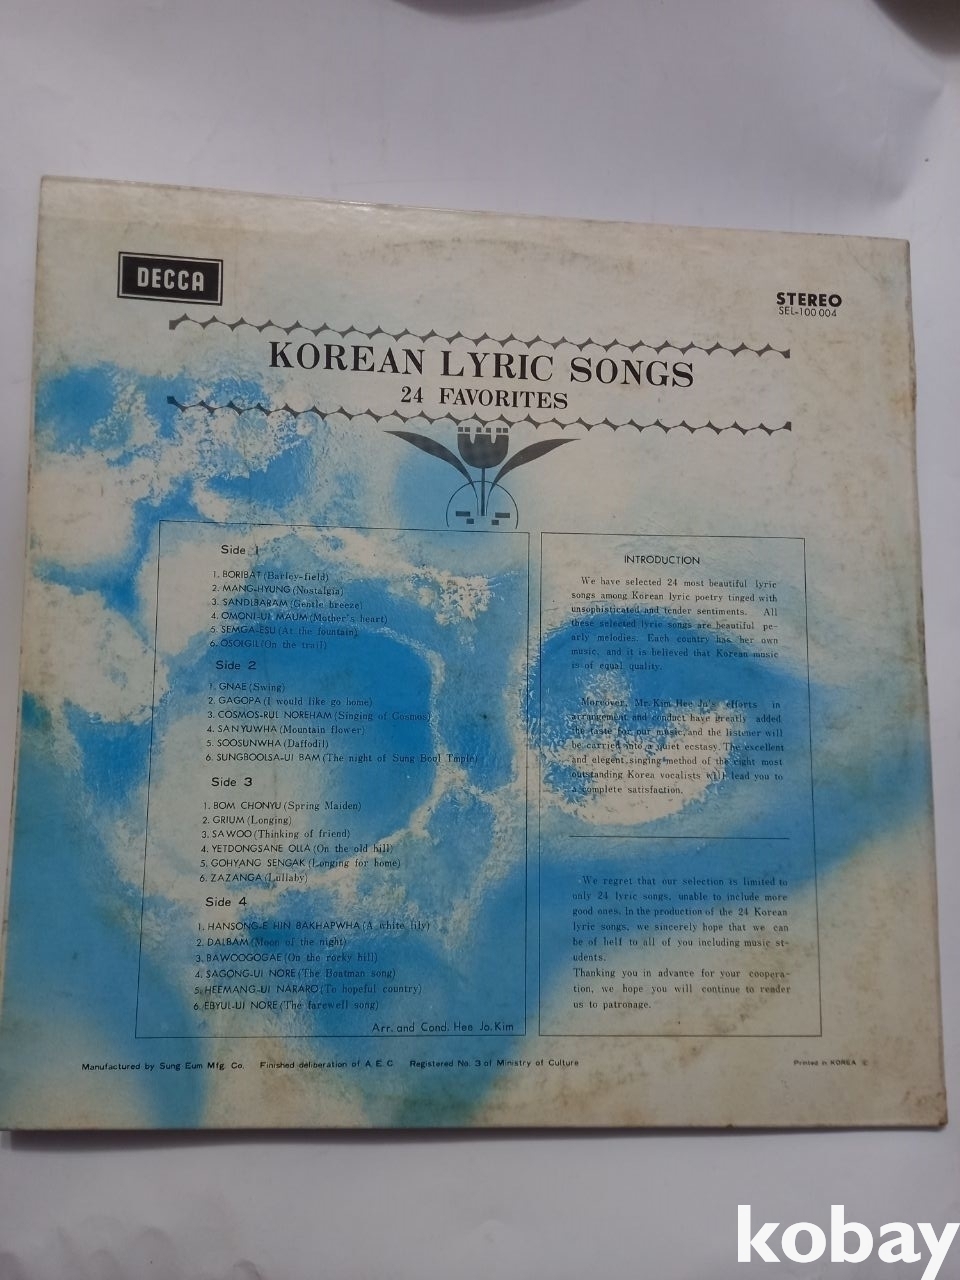 DECCA
STEREO
SEL-100 004
KOREAN LYRIC SONGS
24 FAVORITES
Side 1
1. BORIBAT (Barley-field)
2. MANG-HYUNG (Nostalgia)
3. SANDLBARAM (Gentle breeze)
4. OMONI-UI MAUM (Mother's heart)
5. SEMGA-ESU (At the fountain)
6. OSOLGIL (On the trail)
Side 2
1. GNAE (Swing)
2. GAGOPA (I would like go home)
3. COSMOS-RUL NOREHAM (Singing of Cosmos)
4. SANYUWHA (Mountain flower)
5. SOOSUNWHA (Daffodil)
6. SUNGBOOLSA-UI BAM (The night of Sung Boul Tmple)
Side 3
1. BOM CHONYU (Spring Maiden)
2. GRIUM (Longing)
3. SAWOO (Thinking of friend)
4. YETDONGSANE OLLA (On the old hill)
5. GOHYANG SENGAK (Longing for home)
6. ZAZANGA (Lullaby)
Side 4
1. HANSONG-E HIN BAKHAPWHA (A white lily)
2. DALBAM (Moon of the night)
3. BAWOOGOGAE (On the rocky hill)
4. SAGONG-UI NORE (The Boatman song)
5. HEEMANG-UI NARARO (To hopeful country)
6. EBYUL-UI NORE (The farewell song)
Arr. and Cond. Hee Jo. Kim
INTRODUCTION
We have selected 24 most beautiful lyric
songs among Korean lyric poetry tinged with
unsophisticated and tender sentiments. All
these selected lyric songs are beautiful pe-
arly melodies. Each country has her own
music, and it is believed that Korean music
is of equal quality.
Moreover, Mr. Kim Hee Jo's efforts in
arrangement and conduct have greatly added
the taste for our music, and the listener will
be carried into a quiet ecstasy. The excellent
and elegent singing method of the eight most
outstanding Korea vocalists will lead you to
a complete satisfaction.
We regret that our selection is limited to
only 24 lyric songs, unable to include more
good ones. In the production of the 24 Korean
lyric songs, we sincerely hope that we can
be of helf to all of you including music st-
udents.
Thanking you in advance for your coopera-
tion, we hope you will continue to render
us to patronage.
Manufactured by Sung Eum Mfg. Co. Finished deliberation of A.E.C Registered No. 3 of Ministry of Culture
Printed in KOREA
kobay